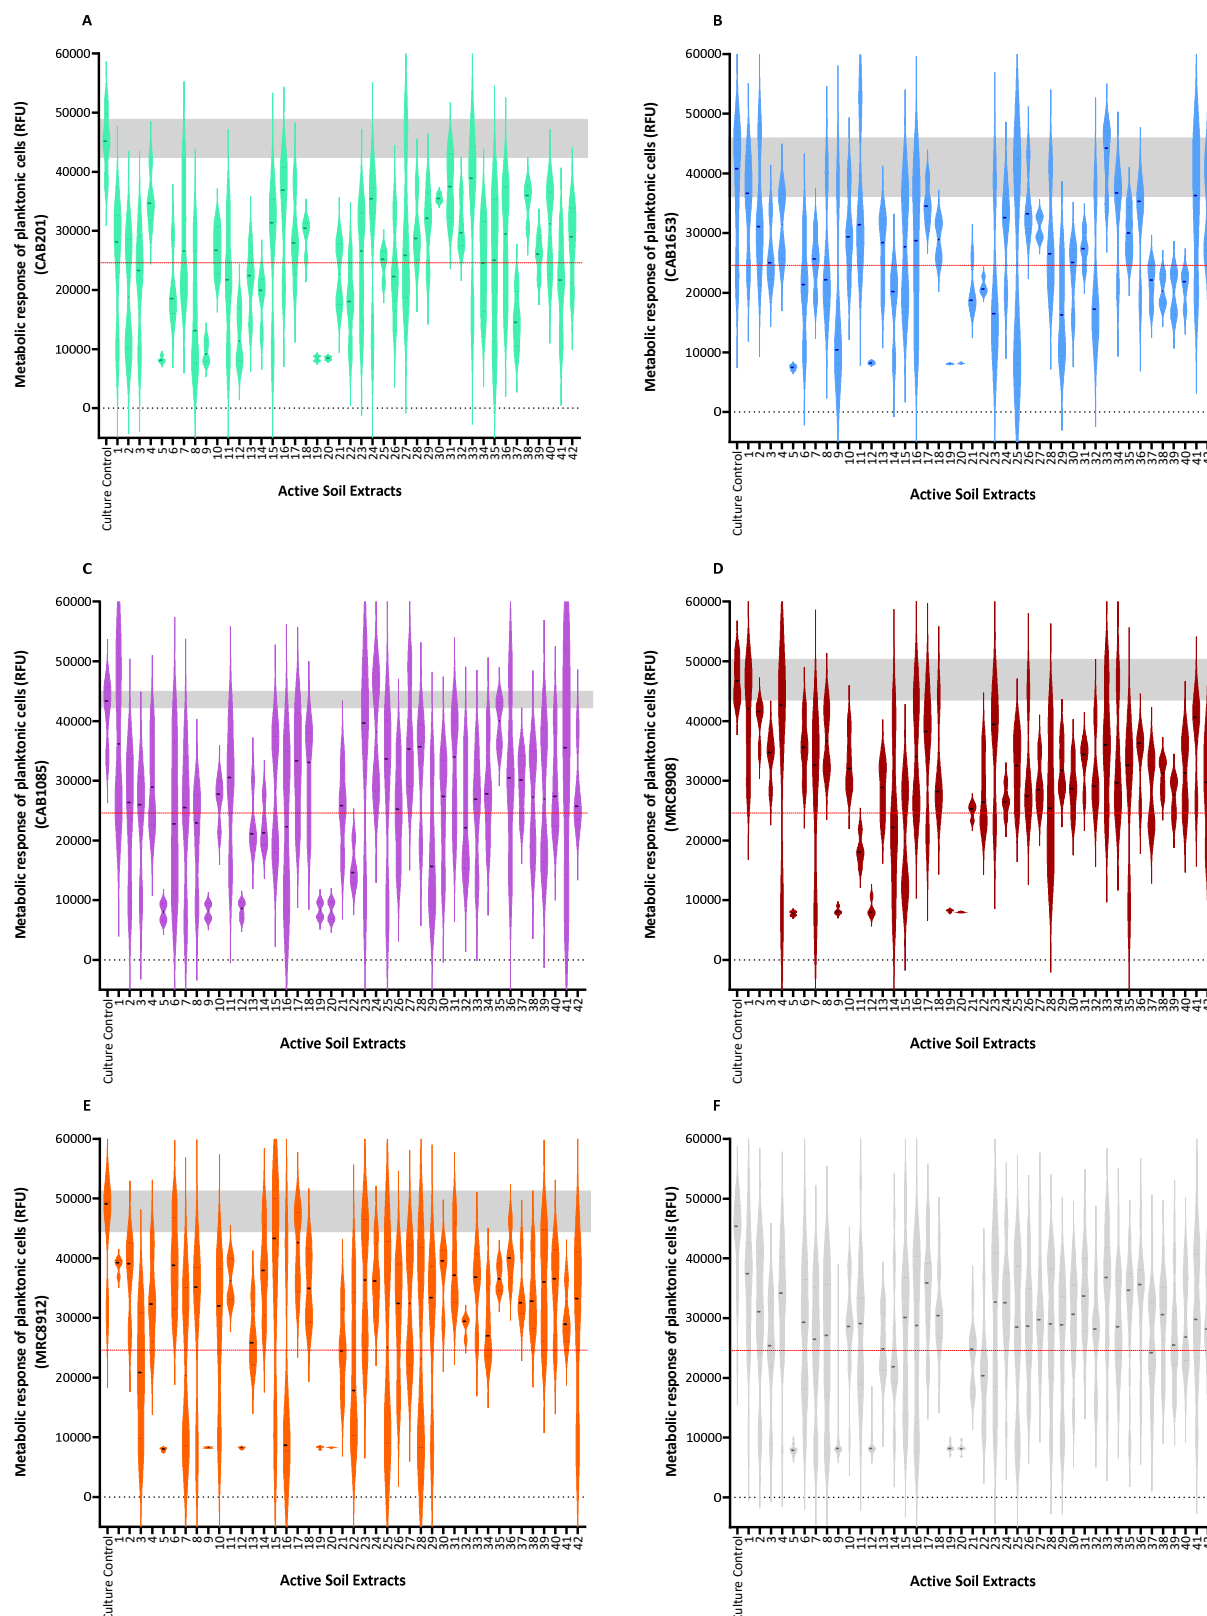 A
Metabolic response of planktonic cells (RFU)
(CAB201)
60000
50000
40000
30000
20000
10000
0
Culture Control 1 2 3 4 5 6 7 8 9 10 11 12 13 14 15 16 17 18 19 20 21 22 23 24 25 26 27 28 29 30 31 32 33 34 35 36 37 38 39 40 41 42
Active Soil Extracts
B
Metabolic response of planktonic cells (RFU)
(CAB1653)
60000
50000
40000
30000
20000
10000
0
Culture Control 1 2 3 4 5 6 7 8 9 10 11 12 13 14 15 16 17 18 19 20 21 22 23 24 25 26 27 28 29 30 31 32 33 34 35 36 37 38 39 40 41 42
Active Soil Extracts
C
Metabolic response of planktonic cells (RFU)
(CAB1085)
60000
50000
40000
30000
20000
10000
0
Culture Control 1 2 3 4 5 6 7 8 9 10 11 12 13 14 15 16 17 18 19 20 21 22 23 24 25 26 27 28 29 30 31 32 33 34 35 36 37 38 39 40 41 42
Active Soil Extracts
D
Metabolic response of planktonic cells (RFU)
(MRC8908)
60000
50000
40000
30000
20000
10000
0
Culture Control 1 2 3 4 5 6 7 8 9 10 11 12 13 14 15 16 17 18 19 20 21 22 23 24 25 26 27 28 29 30 31 32 33 34 35 36 37 38 39 40 41 42
Active Soil Extracts
E
Metabolic response of planktonic cells (RFU)
(MRC8912)
60000
50000
40000
30000
20000
10000
0
Culture Control 1 2 3 4 5 6 7 8 9 10 11 12 13 14 15 16 17 18 19 20 21 22 23 24 25 26 27 28 29 30 31 32 33 34 35 36 37 38 39 40 41 42
Active Soil Extracts
F
Metabolic response of planktonic cells (RFU)
60000
50000
40000
30000
20000
10000
0
Culture Control 1 2 3 4 5 6 7 8 9 10 11 12 13 14 15 16 17 18 19 20 21 22 23 24 25 26 27 28 29 30 31 32 33 34 35 36 37 38 39 40 41 42
Active Soil Extracts